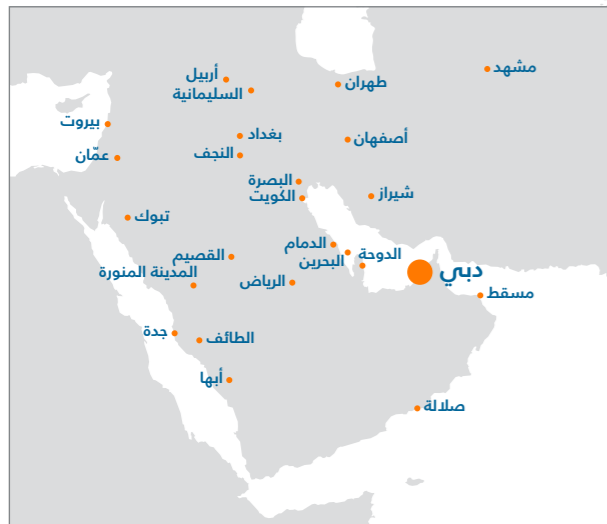 مشهد
أربيل
طهران
السليمانية
بيروت
بغداد
أصفهان
عمّان
النجف
البصرة
شيراز
الكويت
تبوك
الدمام
الدوحة
القصيم
البحرين
المدينة المنورة
دبي
الرياض
مسقط
جدة
الطائف
أبها
صلالة